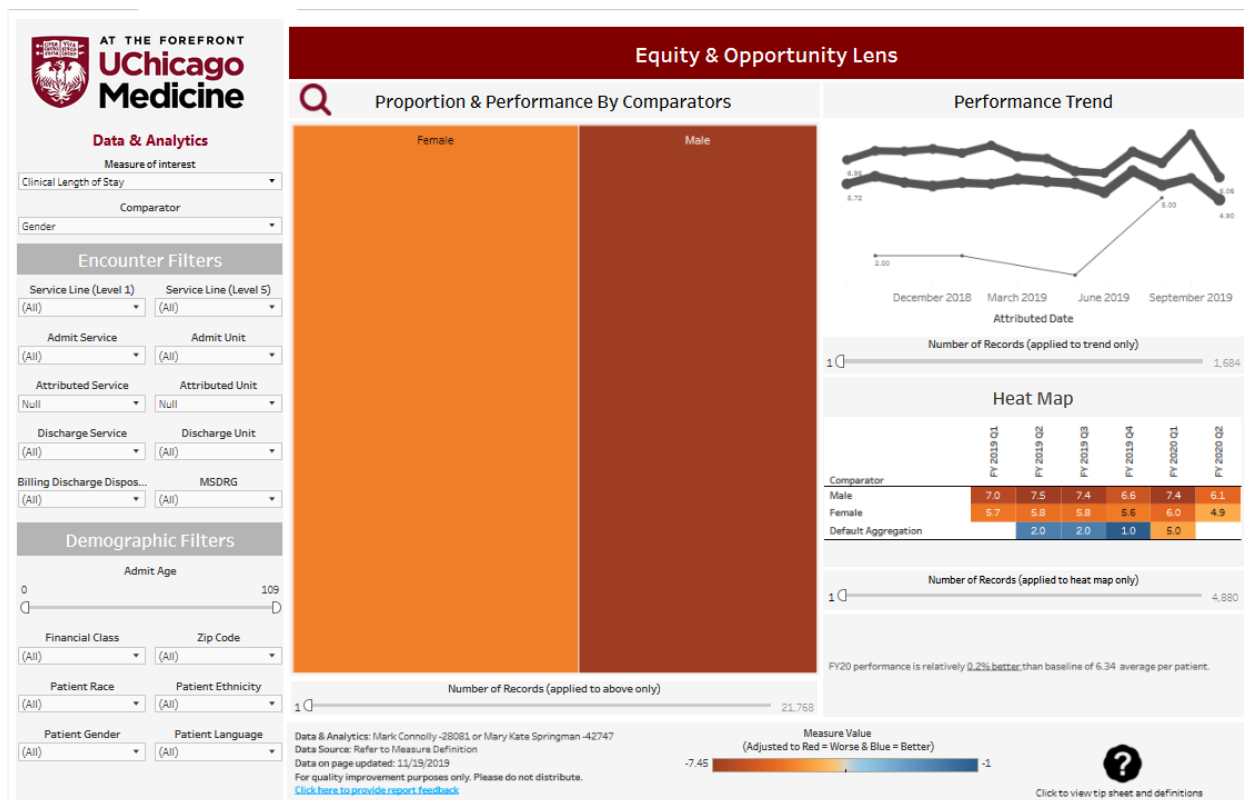 AT THE FOREFRONT
UChicago
Medicine
Data & Analytics
Measure of interest
Clinical Length of Stay
Comparator
Gender
Encounter Filters
Service Line (Level 1) Service Line (Level 5)
(All) (All)
Admit Service Admit Unit
(All) (All)
Attributed Service Attributed Unit
Null Null
Discharge Service Discharge Unit
(All) (All)
Billing Discharge Dispos... MSDRG
(All) (All)
Demographic Filters
Admit Age
0 109
Financial Class Zip Code
(All) (All)
Patient Race Patient Ethnicity
(All) (All)
Patient Gender Patient Language
(All) (All)
Equity & Opportunity Lens
Proportion & Performance By Comparators
Female Male
Number of Records (applied to above only)
1 21,768
Performance Trend
6.96
5.72
2.00
5.00
6.06
4.90
December 2018 March 2019 June 2019 September 2019
Attributed Date
Number of Records (applied to trend only)
1 1,684
Heat Map
Comparator FY 2019 Q1 FY 2019 Q2 FY 2019 Q3 FY 2019 Q4 FY 2020 Q1 FY 2020 Q2
Male 7.0 7.5 7.4 6.6 7.4 6.1
Female 5.7 5.8 5.8 5.6 6.0 4.9
Default Aggregation 2.0 2.0 1.0 5.0
Number of Records (applied to heat map only)
1 4,880
FY20 performance is relatively 0.2% better than baseline of 6.34 average per patient.
Data & Analytics: Mark Connolly -28081 or Mary Kate Springman -42747
Data Source: Refer to Measure Definition
Data on page updated: 11/19/2019
For quality improvement purposes only. Please do not distribute.
Click here to provide report feedback
Measure Value
(Adjusted to Red = Worse & Blue = Better)
-7.45 -1
?
Click to view tip sheet and definitions